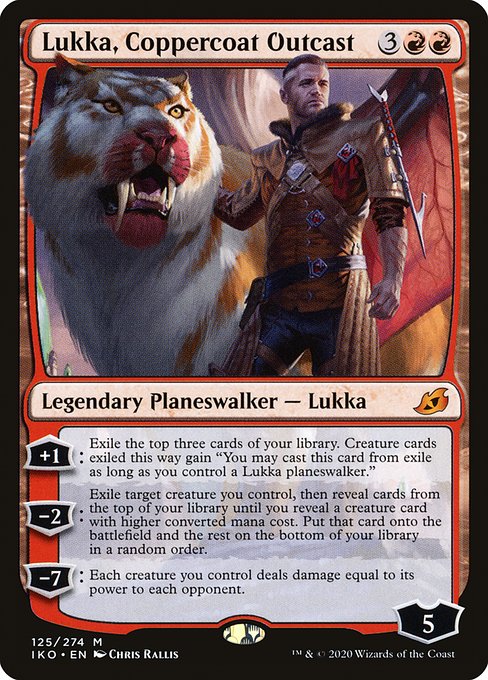 Lukka, Coppercoat Outcast 3
Legendary Planeswalker — Lukka
+1: Exile the top three cards of your library. Creature cards
exiled this way gain “You may cast this card from exile
as long as you control a Lukka planeswalker.”
−2: Exile target creature you control, then reveal cards from
the top of your library until you reveal a creature card
with higher converted mana cost. Put that card onto the
battlefield and the rest on the bottom of your library
in a random order.
−7: Each creature you control deals damage equal to its
power to each opponent.
5
125/274 M
IKO • EN Chris Rallis
™ & © 2020 Wizards of the Coast